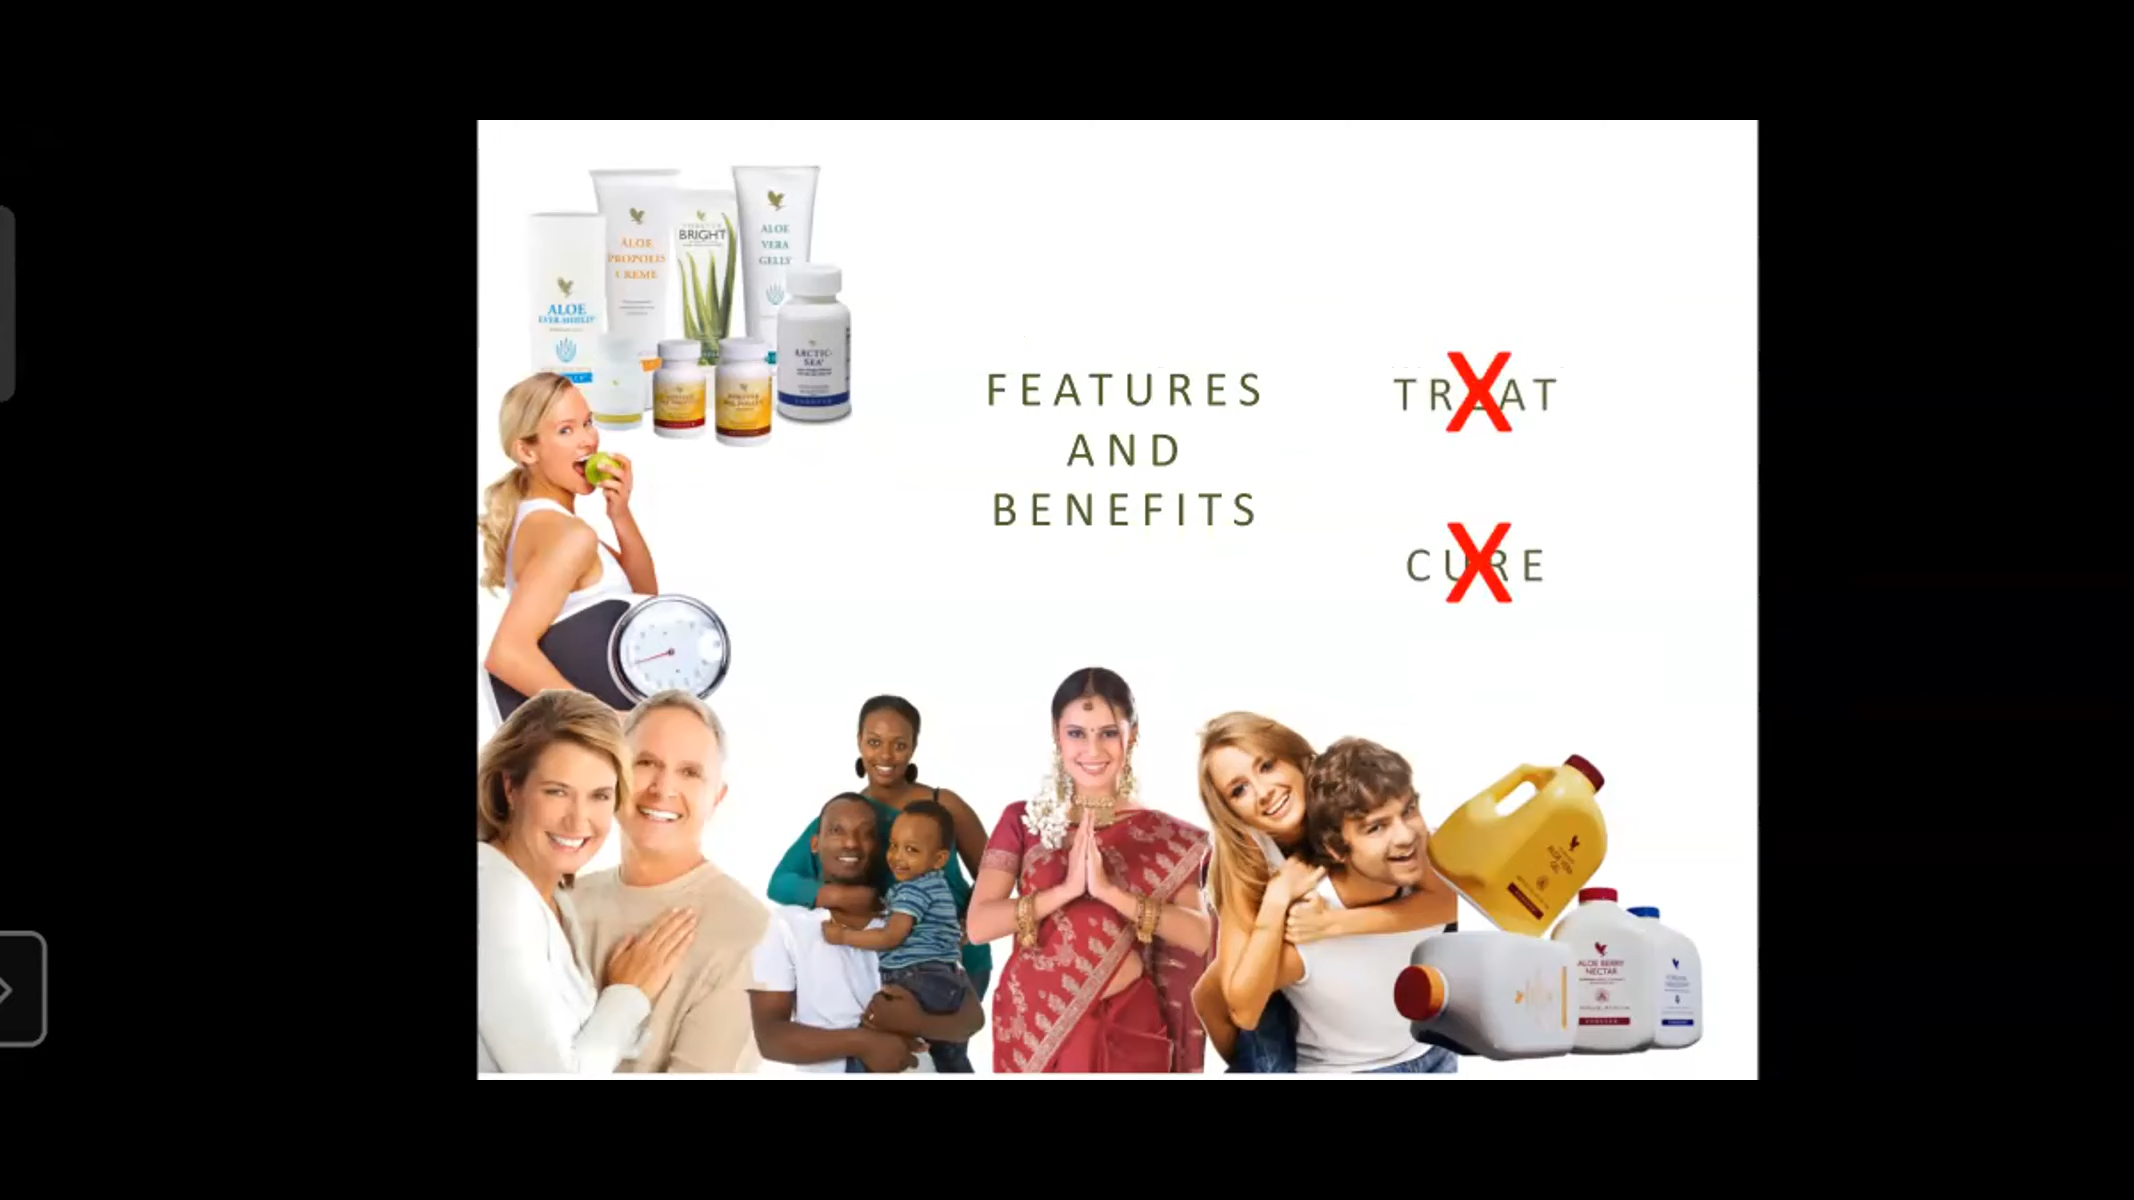 ALOE
PROPOLIS
CREME
BRIGHT
ALOE
VERA
GELLY
ALOE
ARCTIC-
SEA
FEATURES
AND
BENEFITS
TREAT
X
CURE
X
ALOE BERRY
NECTAR